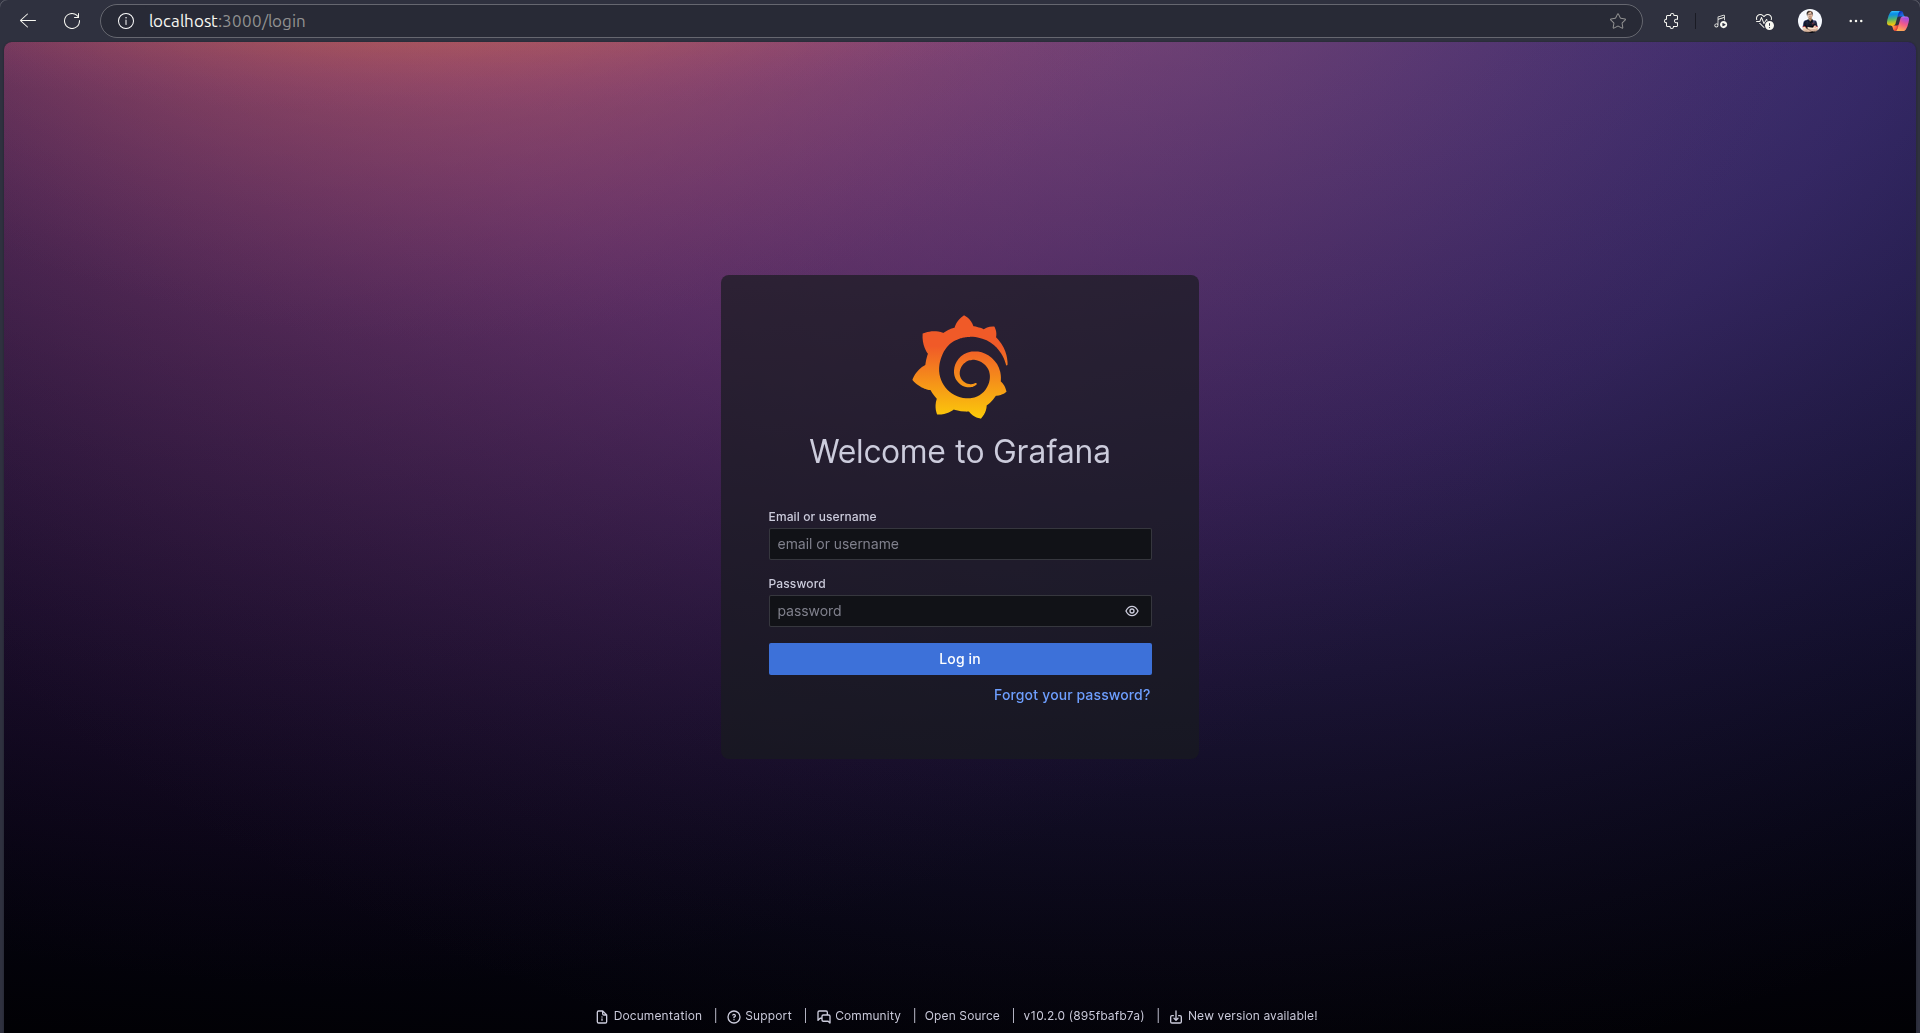 localhost:3000/login
Welcome to Grafana
Email or username
email or username
Password
password
Log in
Forgot your password?
Documentation | Support | Community | Open Source | v10.2.0 (895fbafb7a) | New version available!